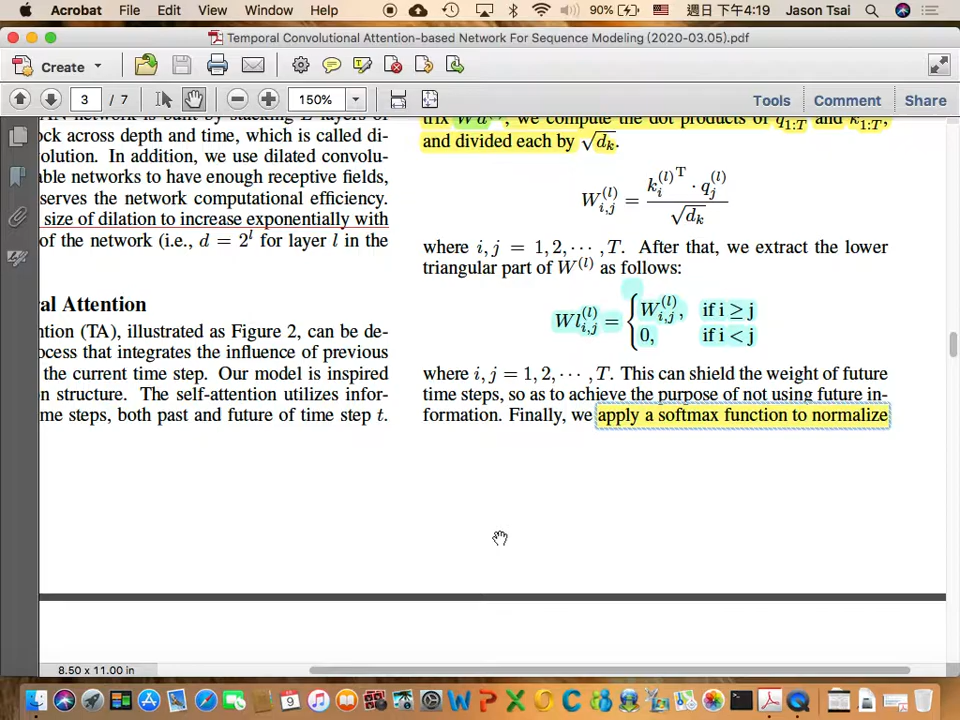 Acrobat File Edit View Window Help 90% 週日 下午4:19 Jason Tsai
Temporal Convolutional Attention-based Network For Sequence Modeling (2020-03.05).pdf
Create
3 / 7 150% Tools Comment Share
ock across depth and time, which is called di-
olution. In addition, we use dilated convolu-
able networks to have enough receptive fields,
serves the network computational efficiency.
size of dilation to increase exponentially with
of the network (i.e., d = 2^l for layer l in the
ral Attention
ntion (TA), illustrated as Figure 2, can be de-
ocess that integrates the influence of previous
the current time step. Our model is inspired
n structure. The self-attention utilizes infor-
me steps, both past and future of time step t.
, we compute the dot products of q_{1:T} and k_{1:T}
and divided each by √d_k.
W_{i,j}^{(l)} = k_i^{(l)T} · q_j^{(l)} / √d_k
where i, j = 1, 2, ⋯ , T. After that, we extract the lower
triangular part of W^{(l)} as follows:
Wl_{i,j}^{(l)} = { W_{i,j}^{(l)}, if i ≥ j
0, if i < j
where i, j = 1, 2, ⋯ , T. This can shield the weight of future
time steps, so as to achieve the purpose of not using future in-
formation. Finally, we apply a softmax function to normalize
8.50 x 11.00 in